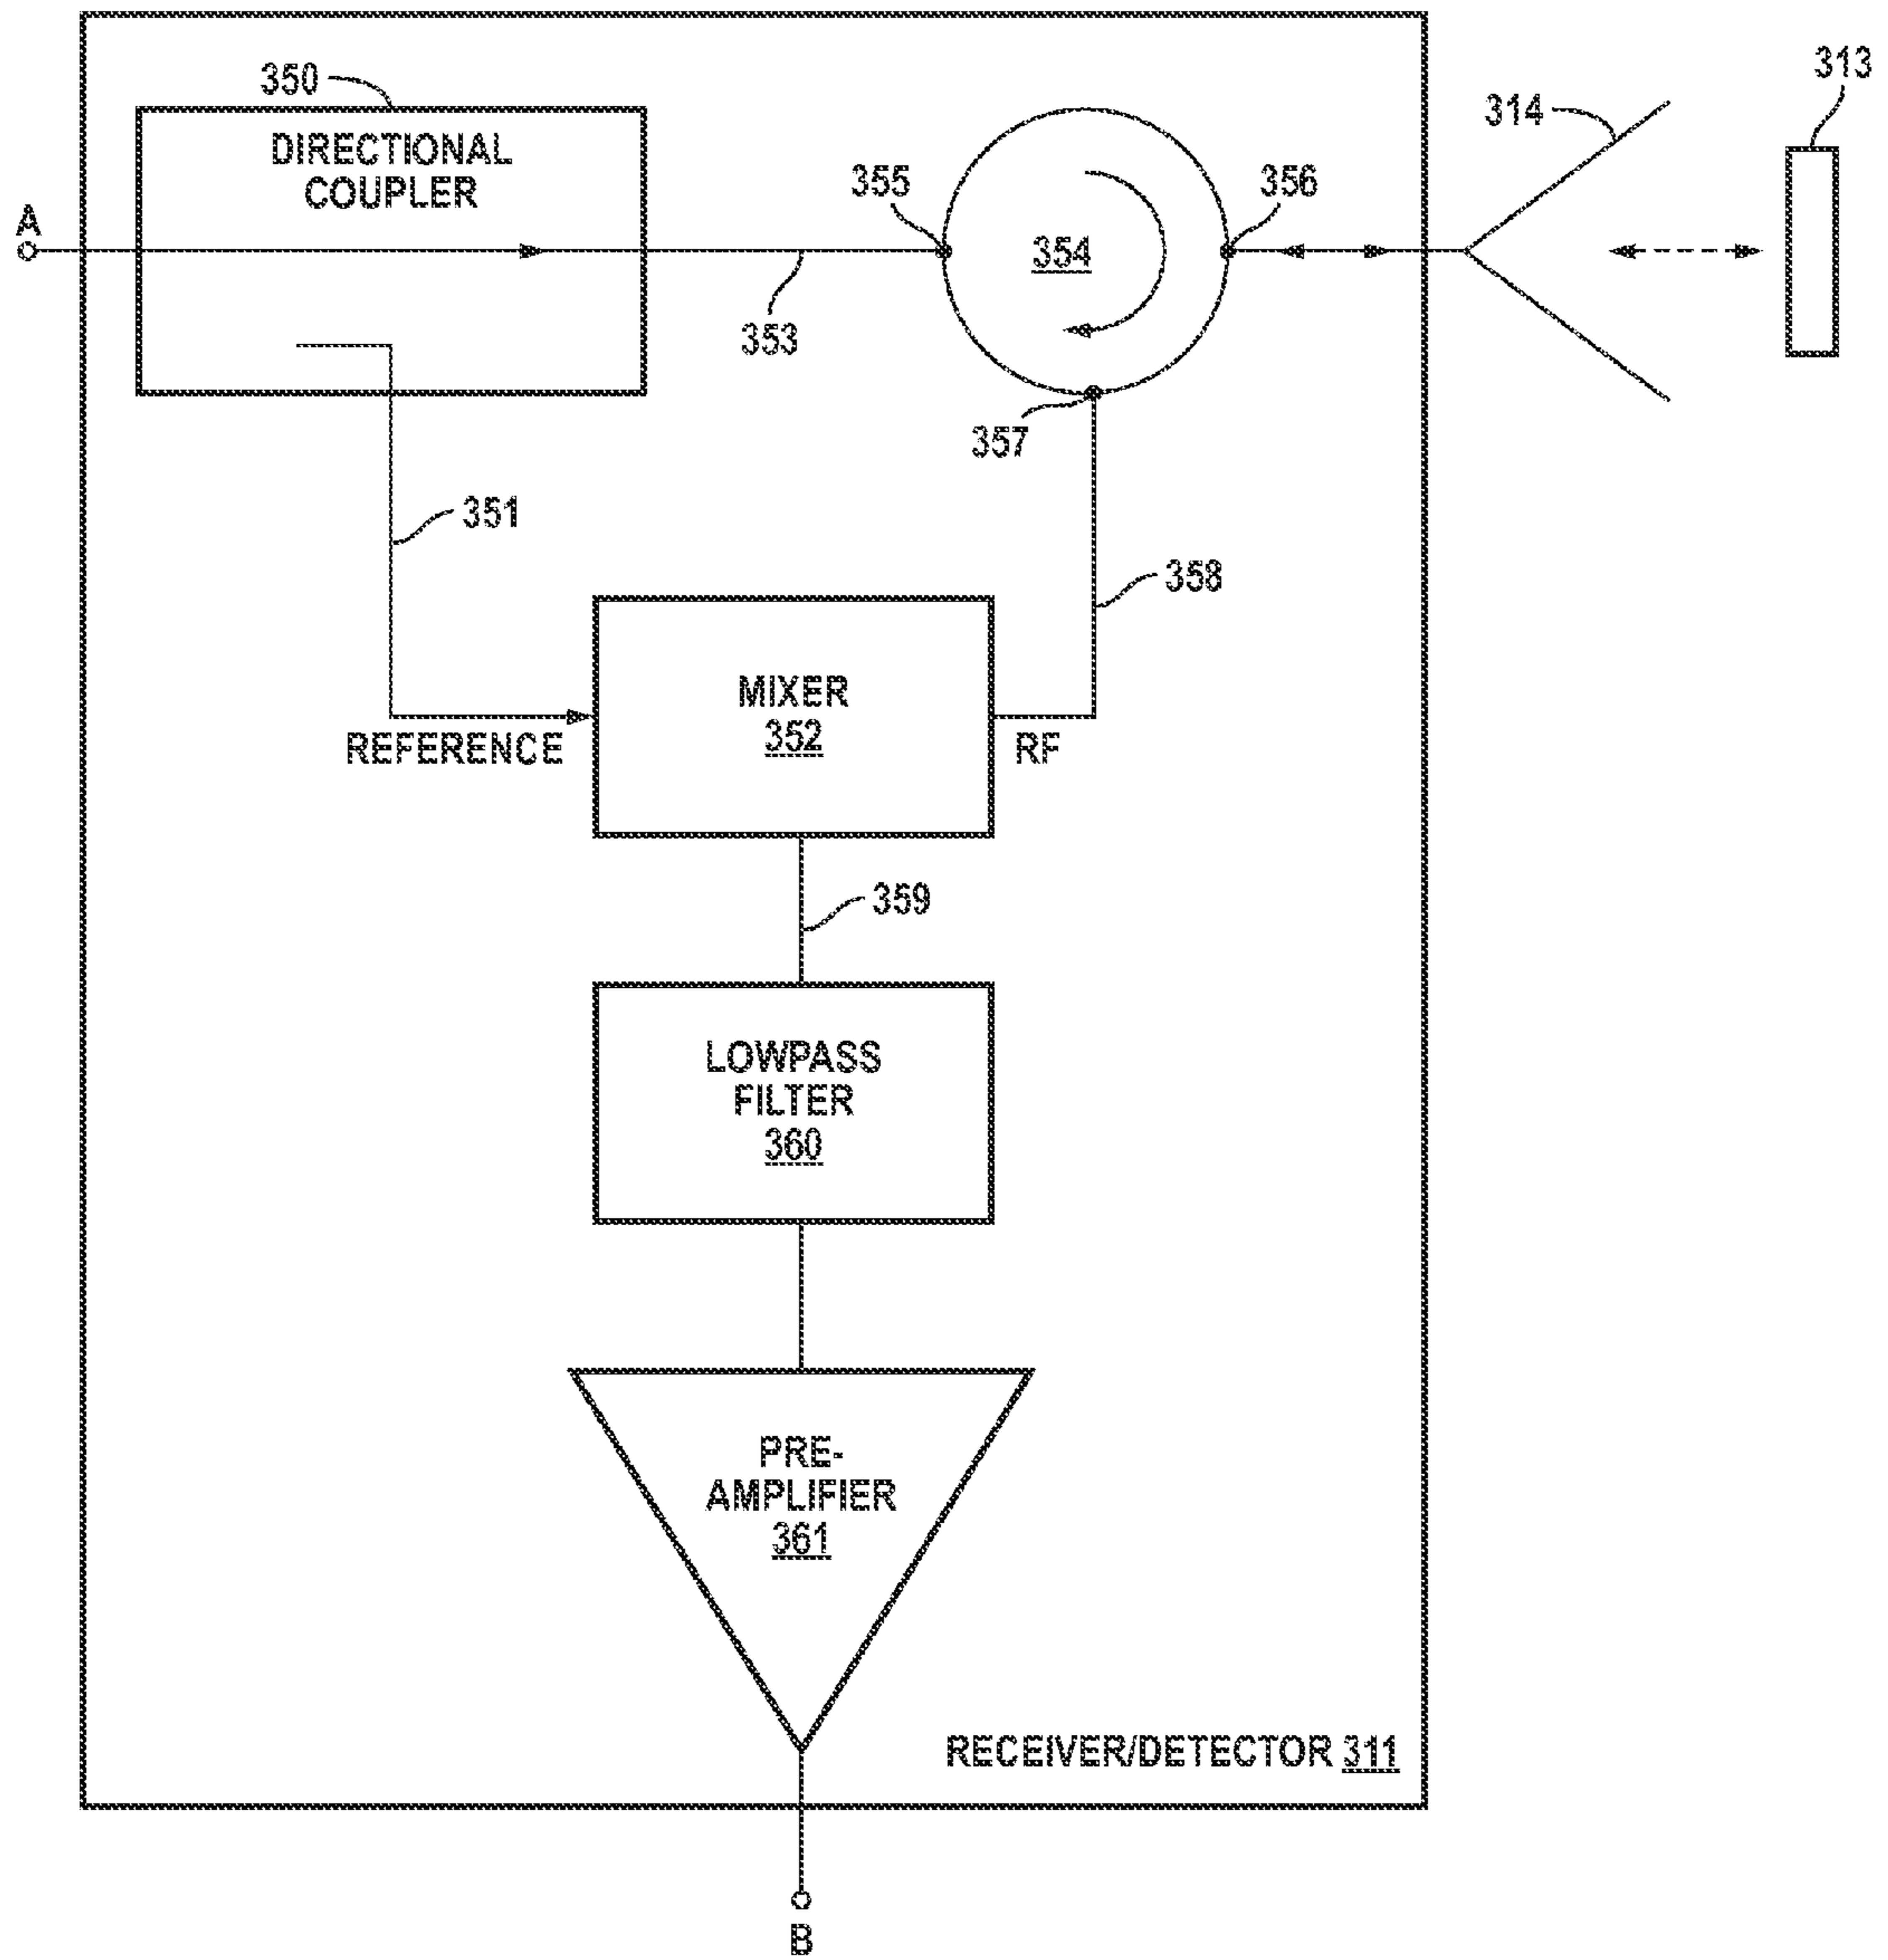 313
350
314
DIRECTIONAL
COUPLER
355
356
A
354
353
357
351
358
MIXER
352
REFERENCE
RF
359
LOWPASS
FILTER
360
PRE-
AMPLIFIER
361
RECEIVER/DETECTOR 311
B